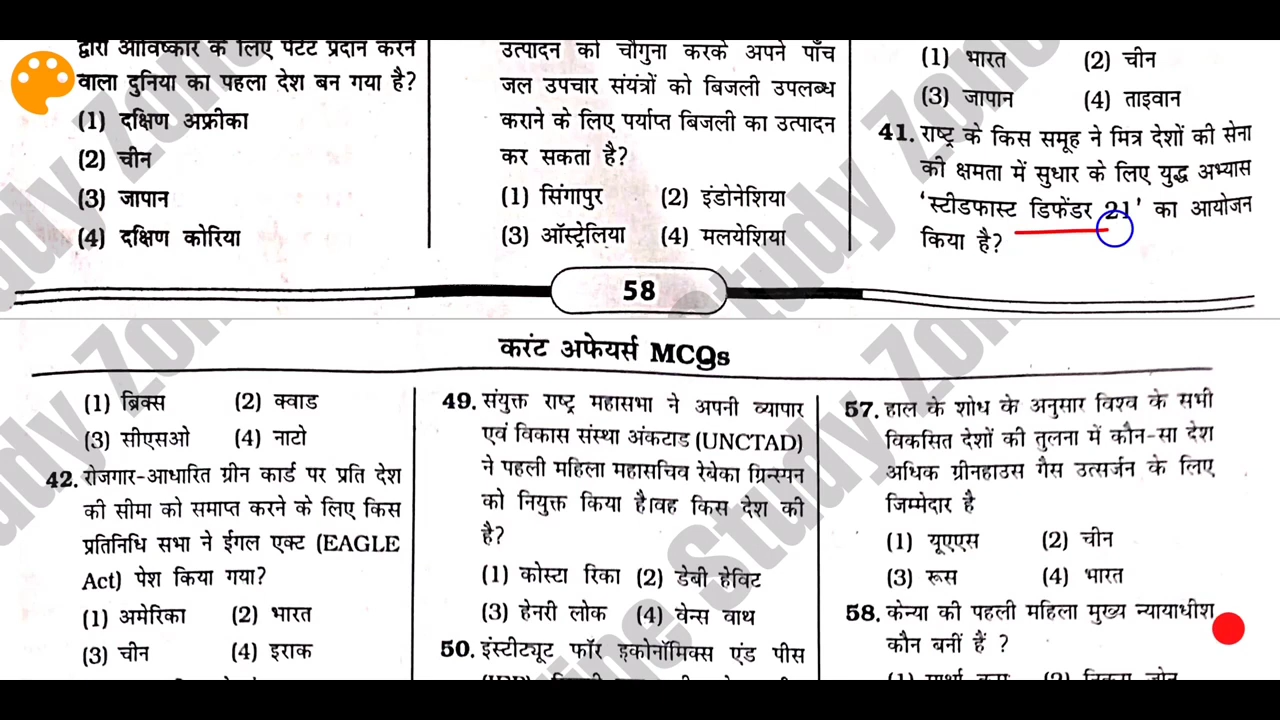 द्वारा आविष्कार के लिए पेटेंट प्रदान करने
वाला दुनिया का पहला देश बन गया है?
(1) दक्षिण अफ्रीका
(2) चीन
(3) जापान
(4) दक्षिण कोरिया
उत्पादन को चौगुना करके अपने पाँच
जल उपचार संयंत्रों को बिजली उपलब्ध
कराने के लिए पर्याप्त बिजली का उत्पादन
कर सकता है?
(1) सिंगापुर (2) इंडोनेशिया
(3) ऑस्ट्रेलिया (4) मलयेशिया
(1) भारत (2) चीन
(3) जापान (4) ताइवान
41. राष्ट्र के किस समूह ने मित्र देशों की सेना
की क्षमता में सुधार के लिए युद्ध अभ्यास
'स्टीडफास्ट डिफेंडर 21' का आयोजन
किया है?
58
करंट अफेयर्स MCQs
(1) ब्रिक्स (2) क्वाड
(3) सीएसओ (4) नाटो
42. रोजगार-आधारित ग्रीन कार्ड पर प्रति देश
की सीमा को समाप्त करने के लिए किस
प्रतिनिधि सभा ने ईगल एक्ट (EAGLE
Act) पेश किया गया?
(1) अमेरिका (2) भारत
(3) चीन (4) इराक
49. संयुक्त राष्ट्र महासभा ने अपनी व्यापार
एवं विकास संस्था अंकटाड (UNCTAD)
ने पहली महिला महासचिव रेबेका ग्रिन्स्पन
को नियुक्त किया है।वह किस देश की
है?
(1) कोस्टा रिका (2) डेबी हेविट
(3) हेनरी लोक (4) वेन्स वाथ
50. इंस्टीट्यूट फॉर इकोनॉमिक्स एंड पीस
57. हाल के शोध के अनुसार विश्व के सभी
विकसित देशों की तुलना में कौन-सा देश
अधिक ग्रीनहाउस गैस उत्सर्जन के लिए
जिम्मेदार है
(1) यूएएस (2) चीन
(3) रूस (4) भारत
58. केन्या की पहली महिला मुख्य न्यायाधीश
कौन बनीं हैं ?